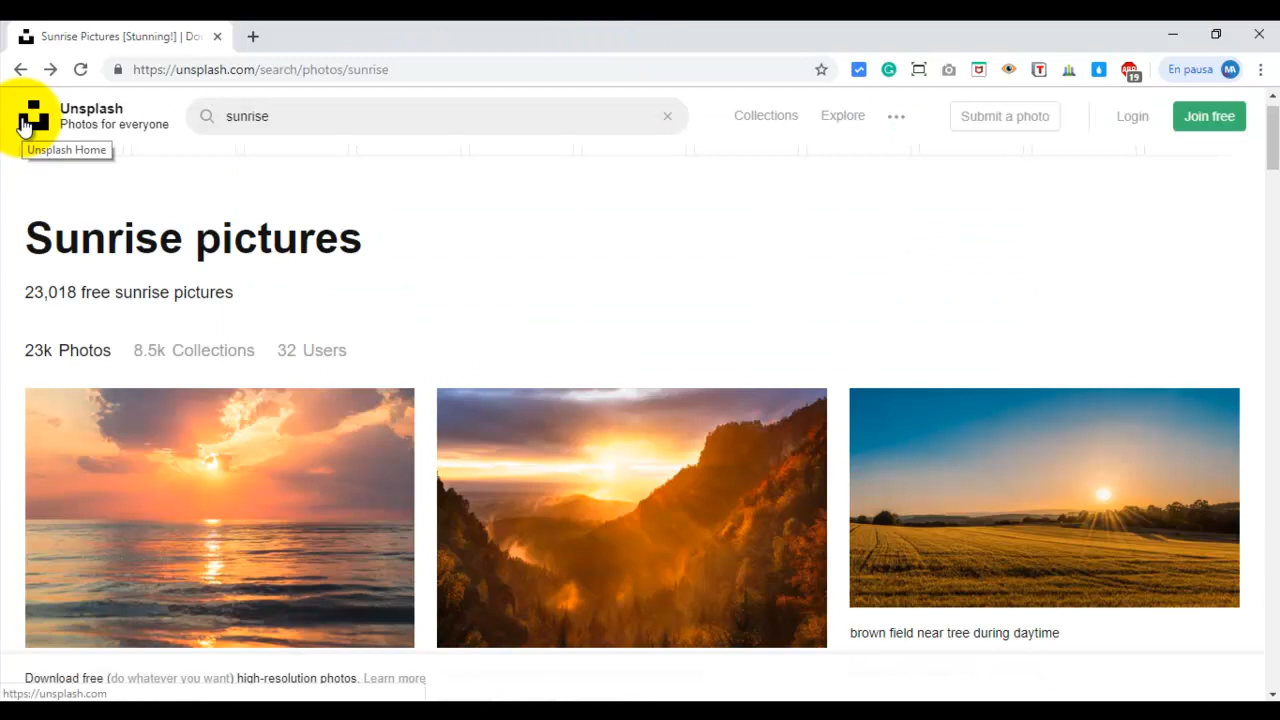 Sunrise Pictures [Stunning!] | Do
https://unsplash.com/search/photos/sunrise
19
En pausa
MA
Unsplash
Photos for everyone
sunrise
Collections
Explore
Submit a photo
Login
Join free
Unsplash Home
Sunrise pictures
23,018 free sunrise pictures
23k Photos
8.5k Collections
32 Users
brown field near tree during daytime
Download free (do whatever you want) high-resolution photos. Learn more
https://unsplash.com